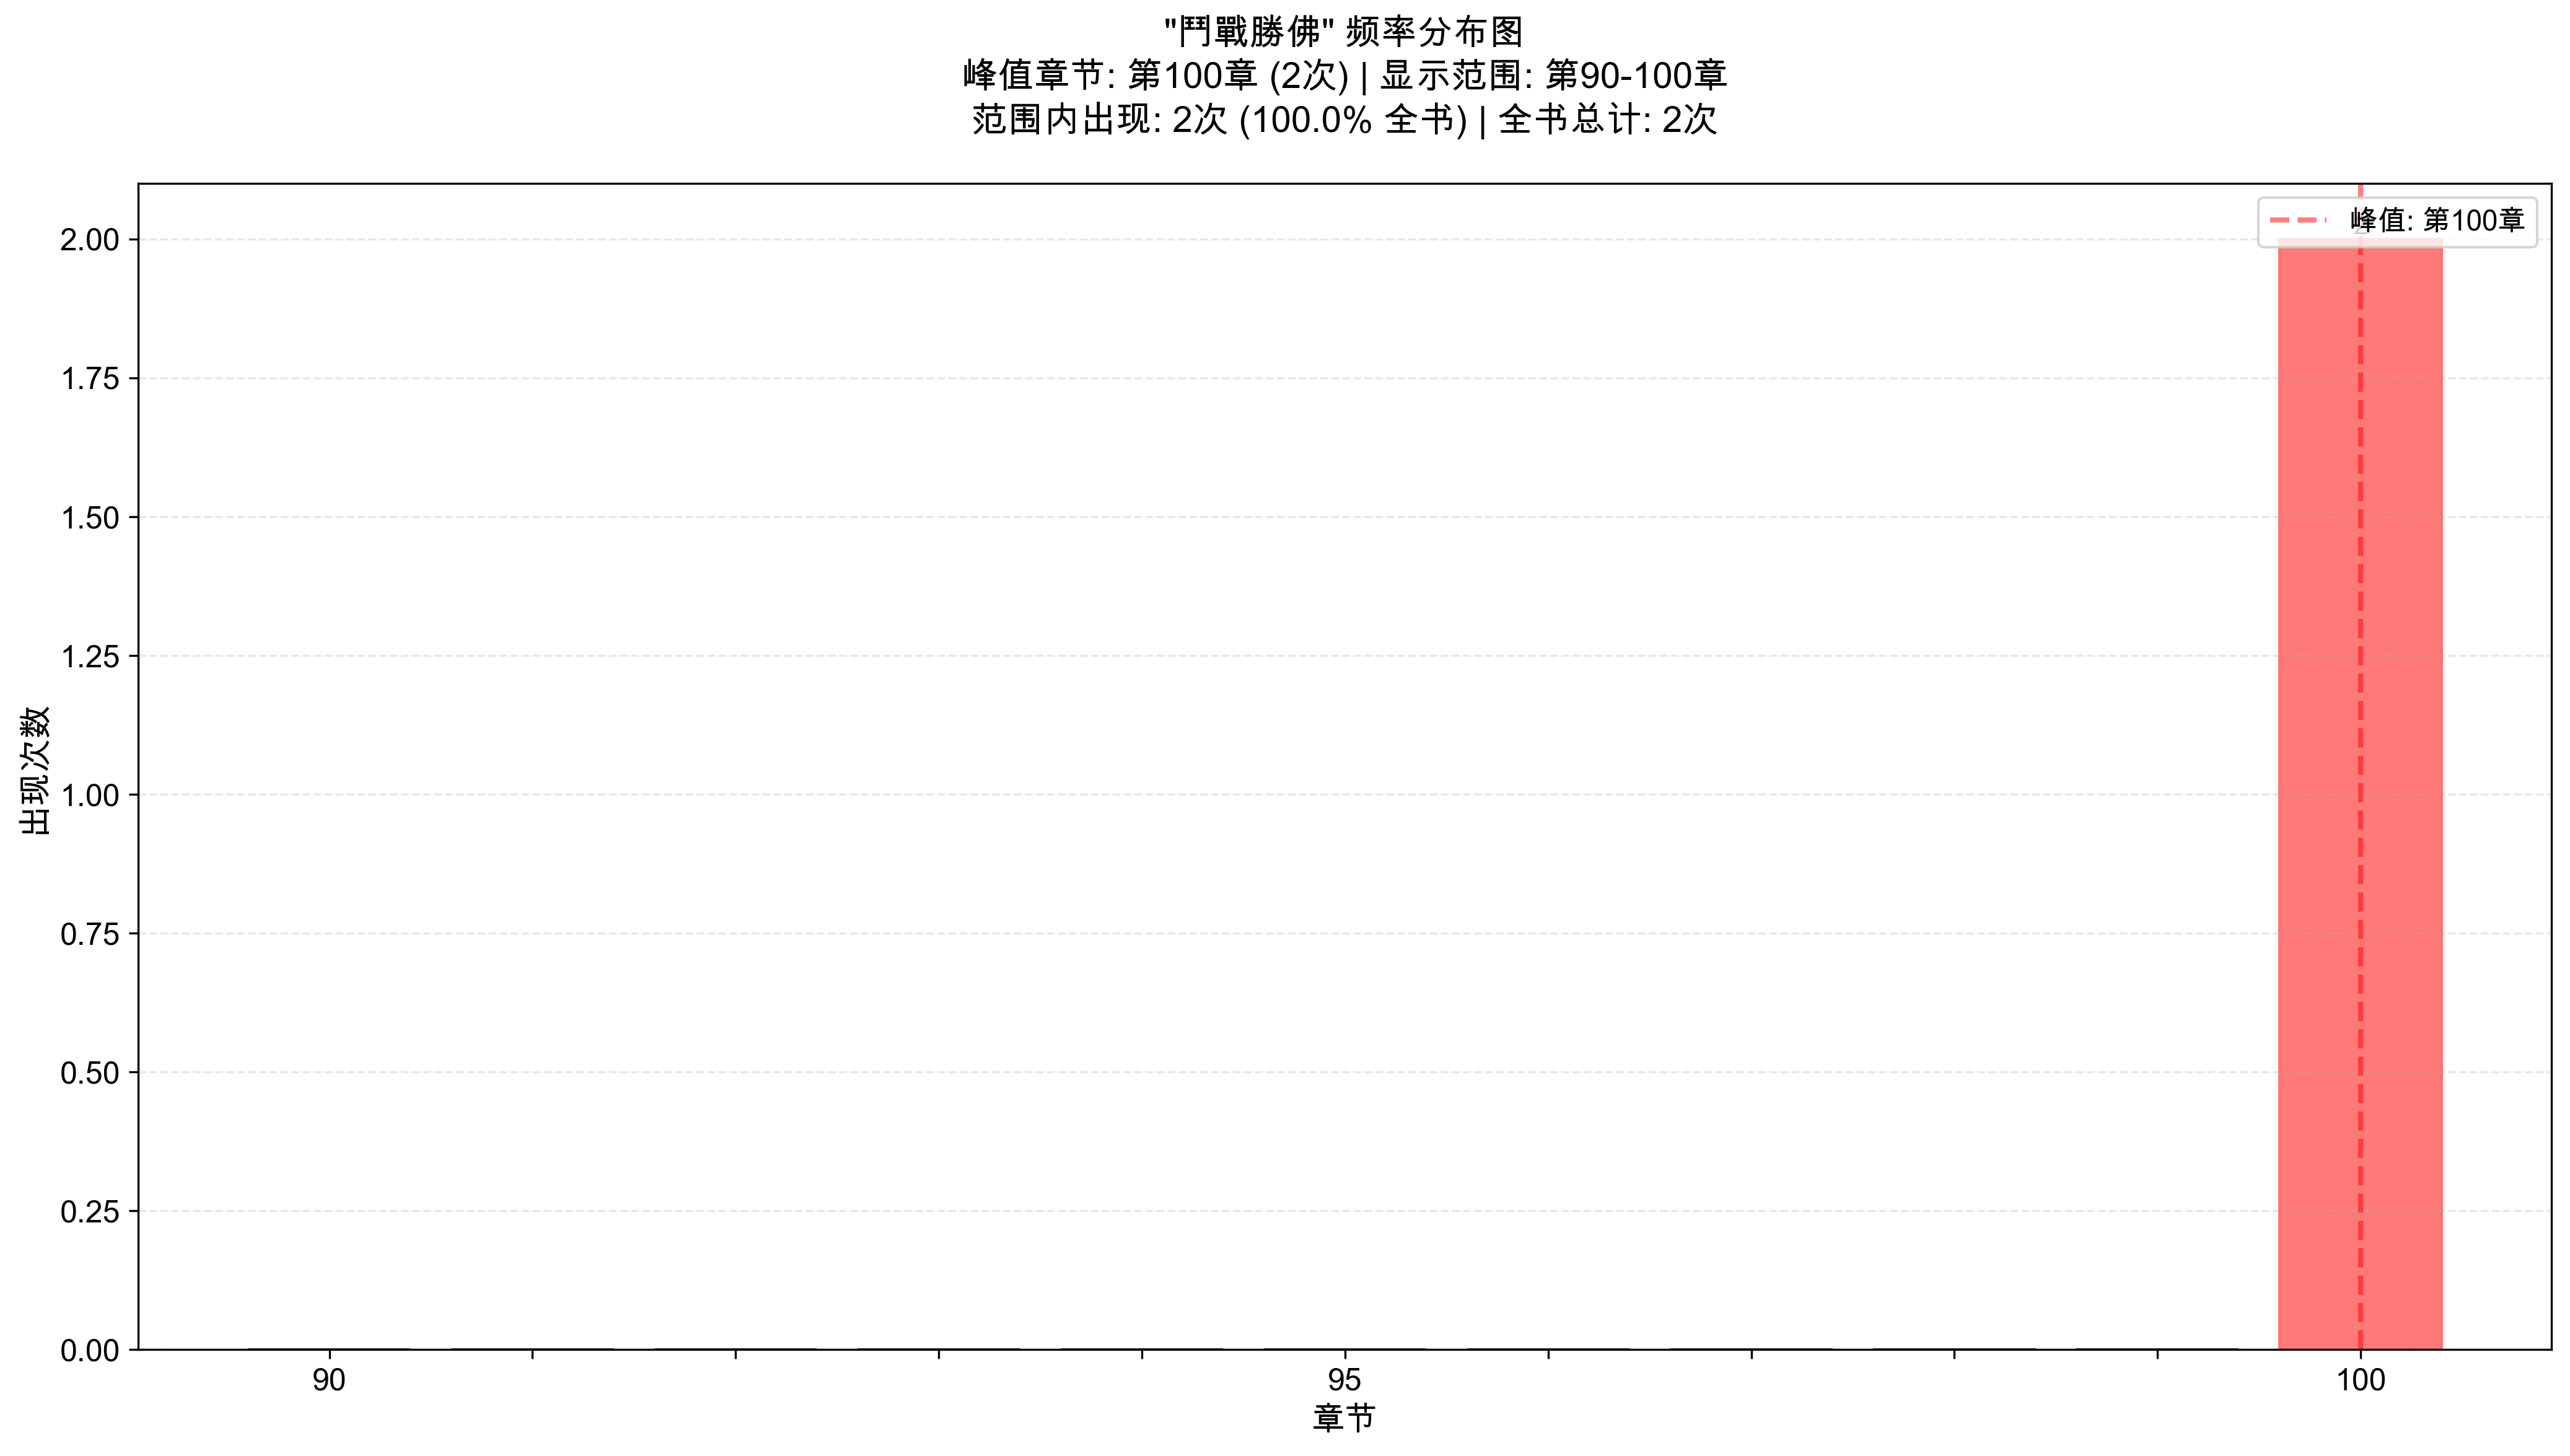 "鬥戰勝佛" 频率分布图
峰值章节: 第100章 (2次) | 显示范围: 第90-100章
范围内出现: 2次 (100.0% 全书) | 全书总计: 2次
峰值: 第100章
2.00
1.75
1.50
1.25
1.00
0.75
0.50
0.25
0.00
出现次数
90
95
100
章节